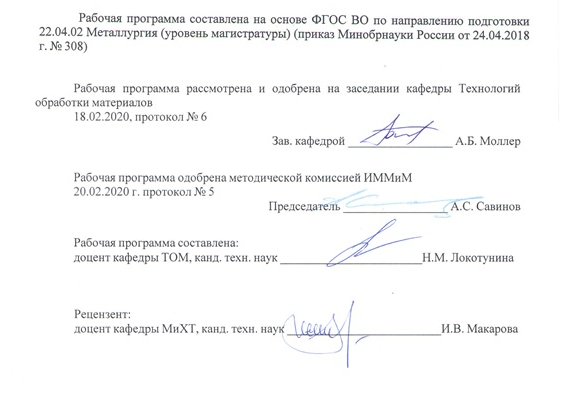 Рабочая программа составлена на основе ФГОС ВО по направлению подготовки
22.04.02 Металлургия (уровень магистратуры) (приказ Минобрнауки России от 24.04.2018
г. № 308)
Рабочая программа рассмотрена и одобрена на заседании кафедры Технологий
обработки материалов
18.02.2020, протокол № 6
Зав. кафедрой А.Б. Моллер
Рабочая программа одобрена методической комиссией ИММиМ
20.02.2020 г. протокол № 5
Председатель А.С. Савинов
Рабочая программа составлена:
доцент кафедры ТОМ, канд. техн. наук Н.М. Локотунина
Рецензент:
доцент кафедры МиХТ, канд. техн. наук И.В. Макарова